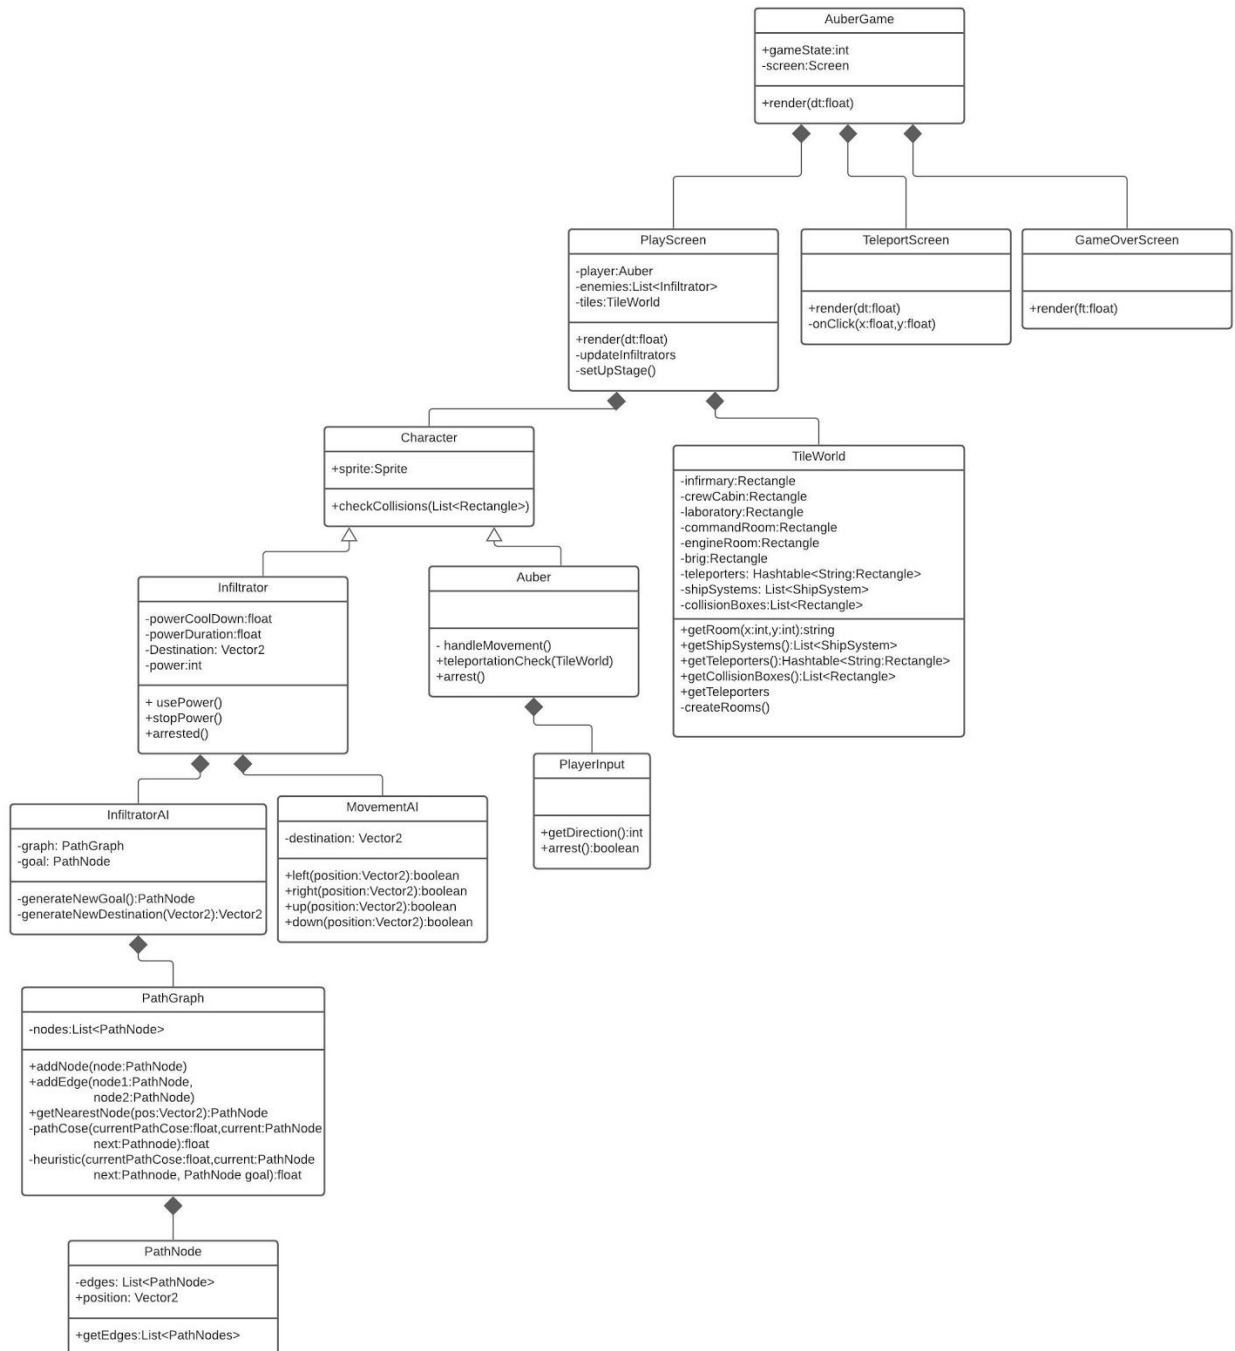 AuberGame
+gameState:int
-screen:Screen
+render(dt:float)
PlayScreen
-player:Auber
-enemies:List<Infiltrator>
-tiles:TileWorld
+render(dt:float)
-updateInfiltrators
-setUpStage()
TeleportScreen
+render(dt:float)
-onClick(x:float,y:float)
GameOverScreen
+render(ft:float)
Character
+sprite:Sprite
+checkCollisions(List<Rectangle>)
TileWorld
-infirmary:Rectangle
-crewCabin:Rectangle
-laboratory:Rectangle
-commandRoom:Rectangle
-engineRoom:Rectangle
-brig:Rectangle
-teleporters: Hashtable<String:Rectangle>
-shipSystems: List<ShipSystem>
-collisionBoxes:List<Rectangle>
+getRoom(x:int,y:int):string
+getShipSystems():List<ShipSystem>
+getTeleporters():Hashtable<String:Rectangle>
+getCollisionBoxes():List<Rectangle>
+getTeleporters
-createRooms()
Infiltrator
-powerCoolDown:float
-powerDuration:float
-Destination: Vector2
-power:int
+ usePower()
+stopPower()
+arrested()
Auber
- handleMovement()
+teleportationCheck(TileWorld)
+arrest()
PlayerInput
+getDirection():int
+arrest():boolean
InfiltratorAI
-graph: PathGraph
-goal: PathNode
-generateNewGoal():PathNode
-generateNewDestination(Vector2):Vector2
MovementAI
-destination: Vector2
+left(position:Vector2):boolean
+right(position:Vector2):boolean
+up(position:Vector2):boolean
+down(position:Vector2):boolean
PathGraph
-nodes:List<PathNode>
+addNode(node:PathNode)
+addEdge(node1:PathNode,
node2:PathNode)
+getNearestNode(pos:Vector2):PathNode
-pathCose(currentPathCose:float,current:PathNode
next:Pathnode):float
-heuristic(currentPathCose:float,current:PathNode
next:Pathnode, PathNode goal):float
PathNode
-edges: List<PathNode>
+position: Vector2
+getEdges:List<PathNodes>